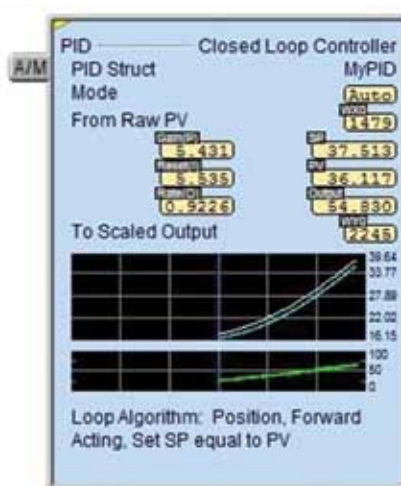 PID Closed Loop Controller
A/M
PID Struct MyPID
Mode Auto
WX0
From Raw PV 1479
Gain(P) SP
5.431 37.513
Reset(I) PV
5.535 36.117
Rate(D) Output
0.9226 54.830
WY0
To Scaled Output 2245
39.64
33.77
27.89
22.02
16.15
100
50
0
Loop Algorithm: Position, Forward
Acting, Set SP equal to PV